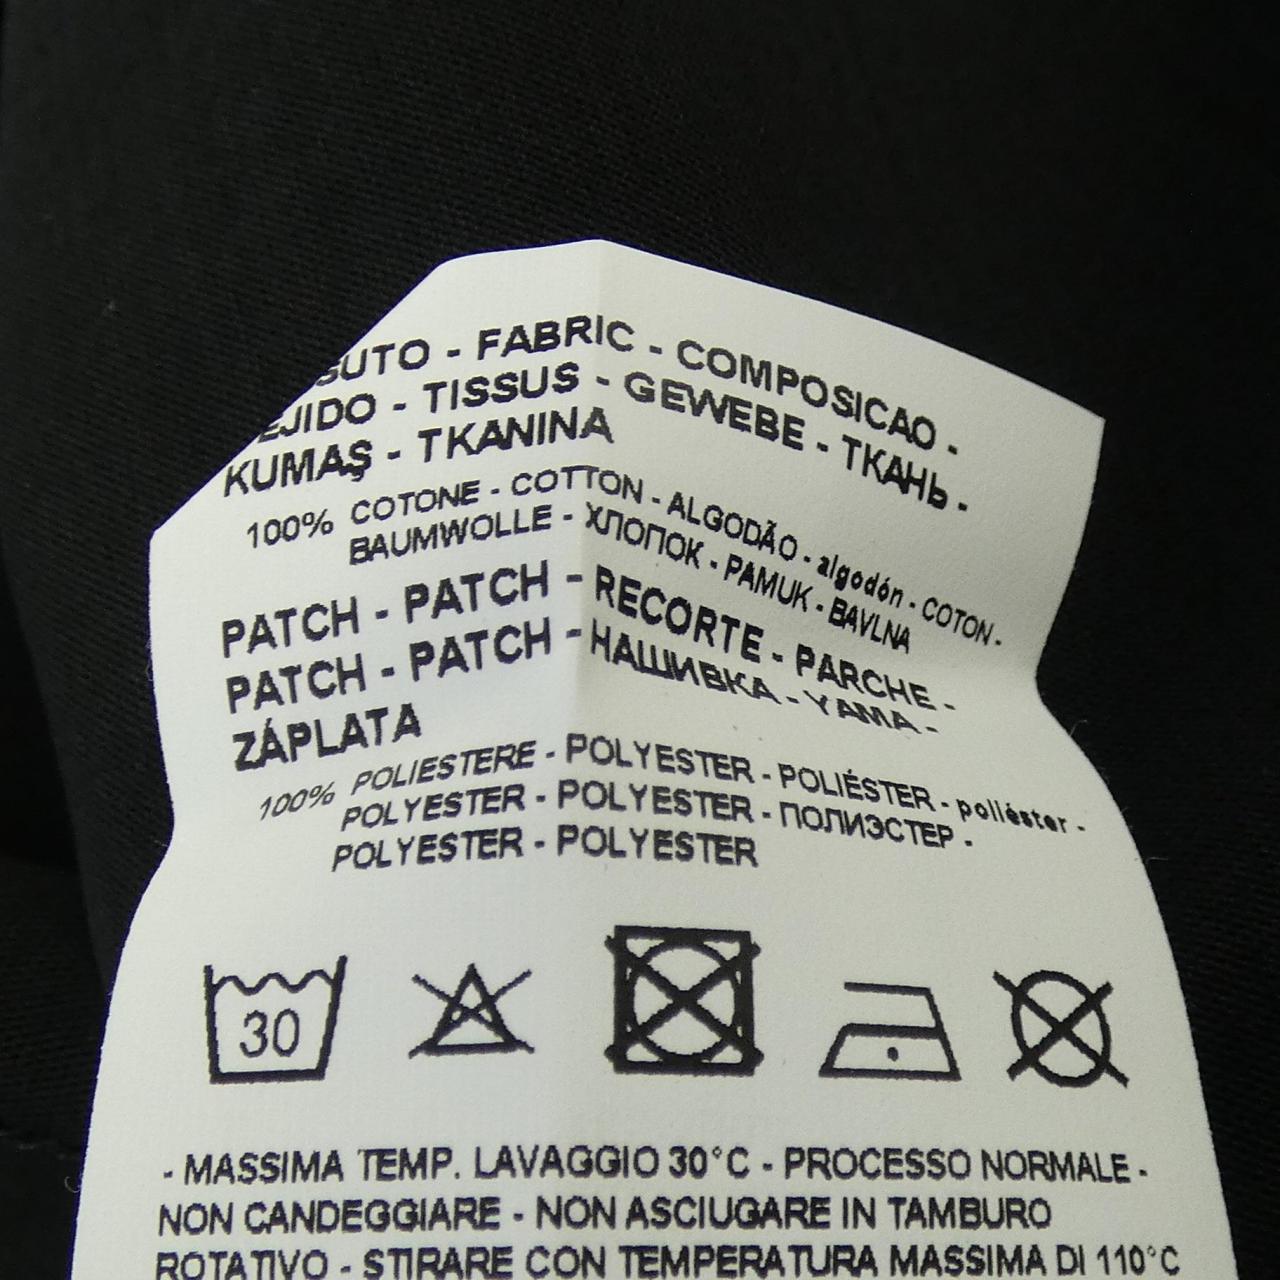 SUTO - FABRIC - COMPOSICAO -
EJIDO - TISSUS - GEWEBE - ТКАНЬ -
KUMAŞ - TKANINA
100% COTONE - COTTON - ALGODÃO - algodón - COTON -
BAUMWOLLE - ХЛОПОК - PAMUK - BAVLNA
PATCH - PATCH - RECORTE - PARCHE -
PATCH - PATCH - НАШИВКА - YAMA -
ZÁPLATA
100% POLIESTERE - POLYESTER - POLIÉSTER - poliéster -
POLYESTER - POLYESTER - ПОЛИЭСТЕР -
POLYESTER - POLYESTER
30
- MASSIMA TEMP. LAVAGGIO 30°C - PROCESSO NORMALE -
NON CANDEGGIARE - NON ASCIUGARE IN TAMBURO
ROTATIVO - STIRARE CON TEMPERATURA MASSIMA DI 110°C